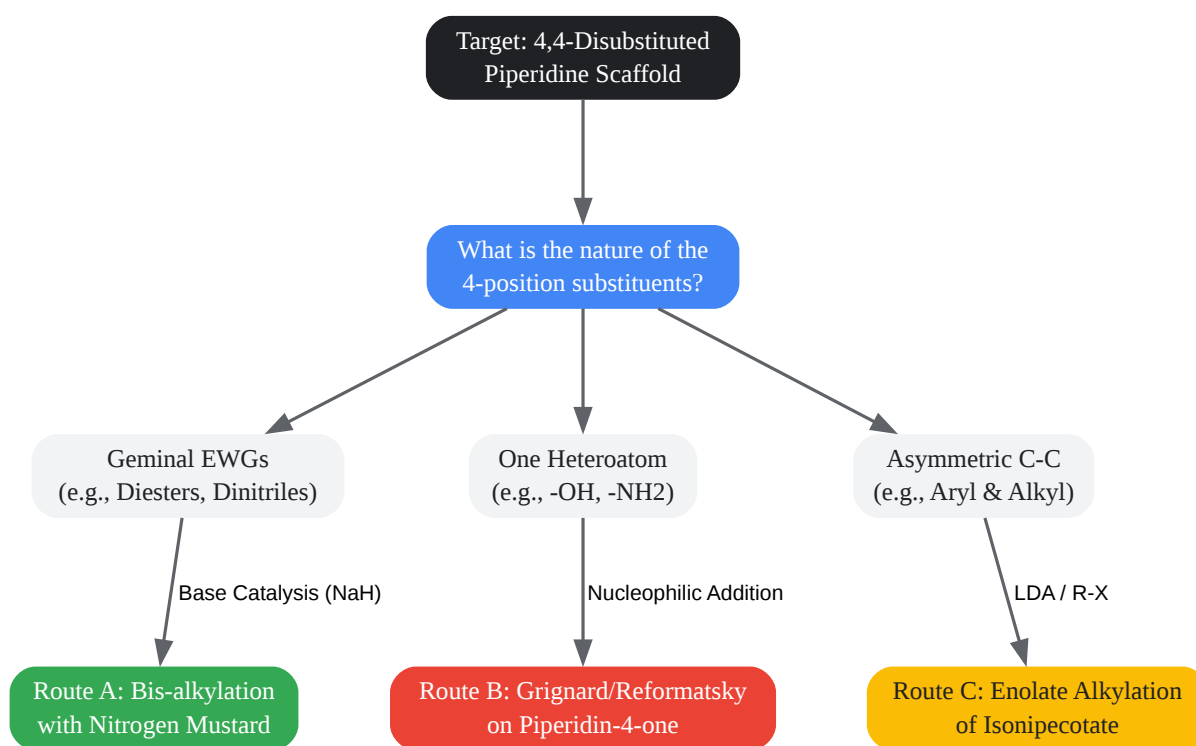 Target: 4,4-Disubstituted
Piperidine Scaffold
What is the nature of the
4-position substituents?
Geminal EWGs
(e.g., Diesters, Dinitriles)
One Heteroatom
(e.g., -OH, -NH2)
Asymmetric C-C
(e.g., Aryl & Alkyl)
Base Catalysis (NaH)
Nucleophilic Addition
LDA / R-X
Route A: Bis-alkylation
with Nitrogen Mustard
Route B: Grignard/Reformatsky
on Piperidin-4-one
Route C: Enolate Alkylation
of Isonipecotate